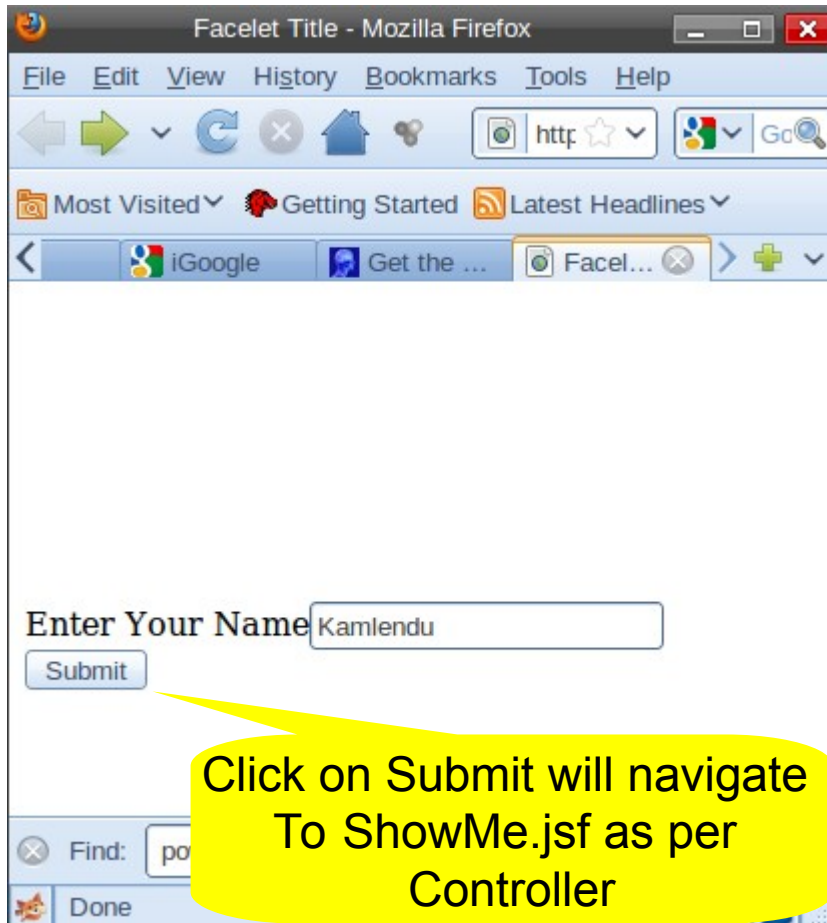 Facelet Title - Mozilla Firefox
File Edit View History Bookmarks Tools Help
http
Most Visited Getting Started Latest Headlines
iGoogle Get the ... Facel...
Enter Your Name Kamlendu
Submit
Click on Submit will navigate
To ShowMe.jsf as per
Controller
Find:
Done